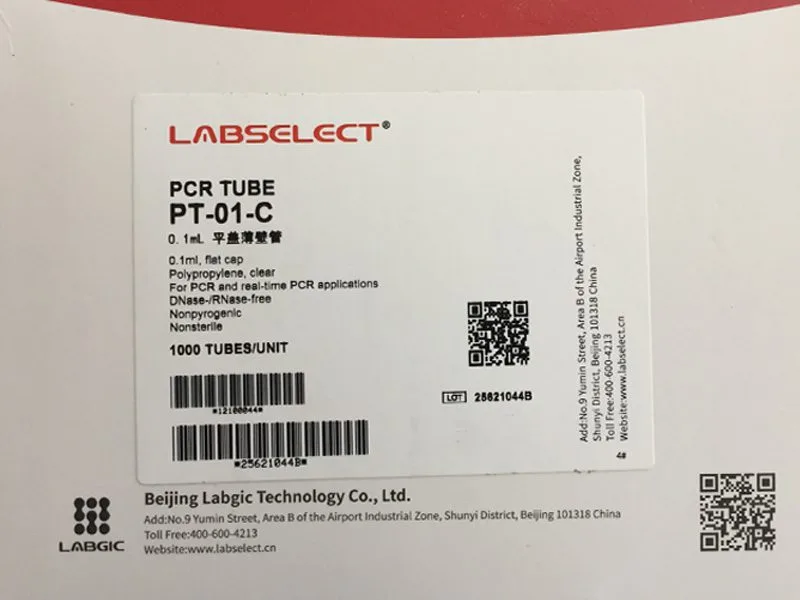 LABSELECT®
PCR TUBE
PT-01-C
0.1mL 平盖薄壁管
0.1ml, flat cap
Polypropylene, clear
For PCR and real-time PCR applications
DNase-/RNase-free
Nonpyrogenic
Nonsterile
1000 TUBES/UNIT
*12100044*
*25621044B*
LOT 25621044B
Add:No.9 Yumin Street, Area B of the Airport Industrial Zone,
Shunyi District, Beijing 101318 China
Toll Free:400-600-4213
Website:www.labselect.cn
4#
LABGIC
Beijing Labgic Technology Co., Ltd.
Add:No.9 Yumin Street, Area B of the Airport Industrial Zone, Shunyi District, Beijing 101318 China
Toll Free:400-600-4213
Website:www.labselect.cn